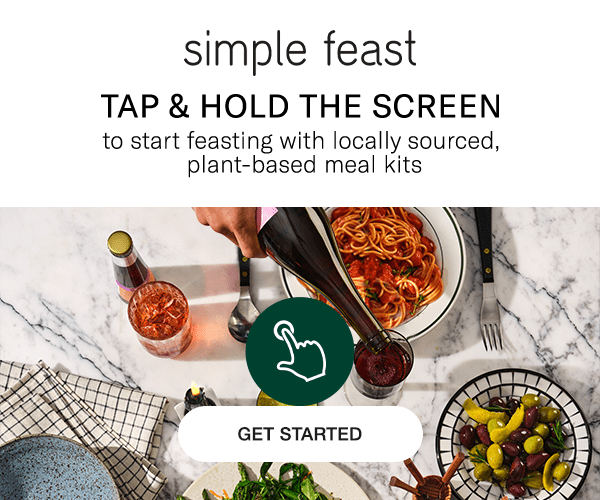 simple feast
TAP & HOLD THE SCREEN
to start feasting with locally sourced,
plant-based meal kits
GET STARTED